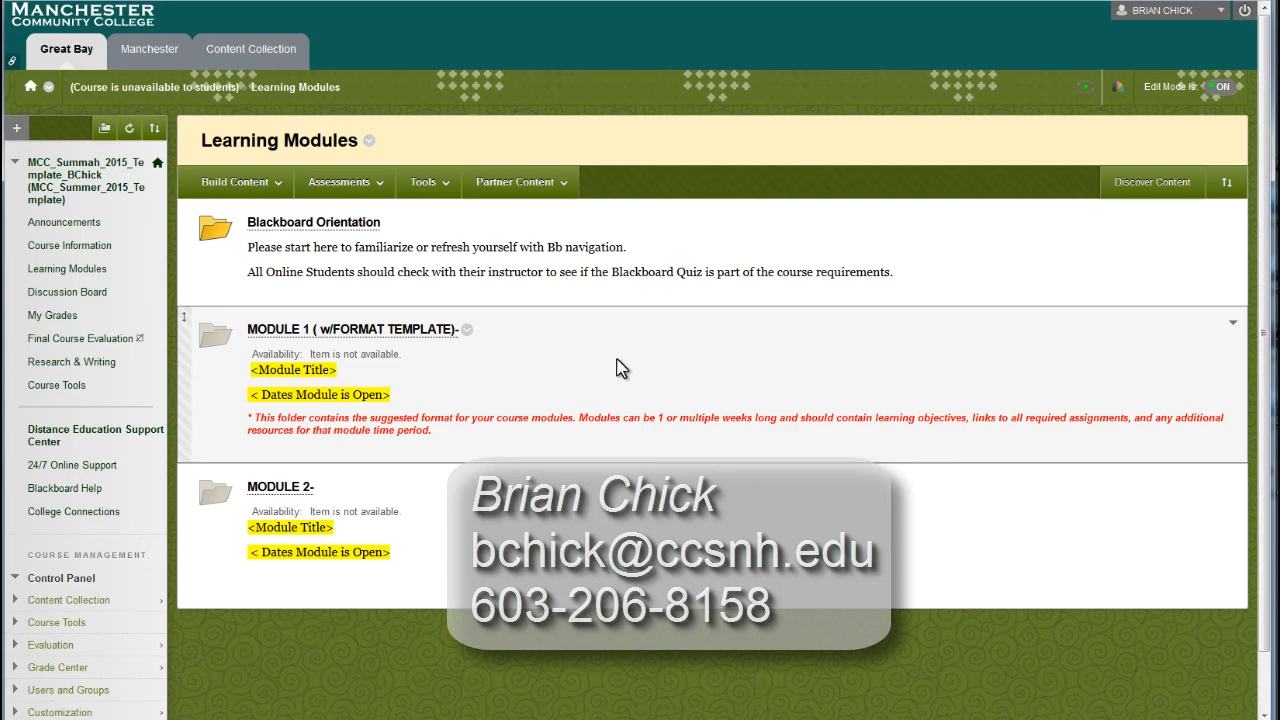 MANCHESTER
COMMUNITY COLLEGE
BRIAN CHICK
Great Bay
Manchester
Content Collection
(Course is unavailable to students)
Learning Modules
Edit Mode is:
ON
MCC_Summah_2015_Te
mplate_BChick
(MCC_Summer_2015_Te
mplate)
Announcements
Course Information
Learning Modules
Discussion Board
My Grades
Final Course Evaluation
Research & Writing
Course Tools
Distance Education Support
Center
24/7 Online Support
Blackboard Help
College Connections
COURSE MANAGEMENT
Control Panel
Content Collection
Course Tools
Evaluation
Grade Center
Users and Groups
Customization
Learning Modules
Build Content
Assessments
Tools
Partner Content
Discover Content
Blackboard Orientation
Please start here to familiarize or refresh yourself with Bb navigation.
All Online Students should check with their instructor to see if the Blackboard Quiz is part of the course requirements.
MODULE 1 ( w/FORMAT TEMPLATE)-
Availability: Item is not available.
<Module Title>
< Dates Module is Open>
* This folder contains the suggested format for your course modules. Modules can be 1 or multiple weeks long and should contain learning objectives, links to all required assignments, and any additional
resources for that module time period.
MODULE 2-
Availability: Item is not available.
<Module Title>
< Dates Module is Open>
Brian Chick
bchick@ccsnh.edu
603-206-8158